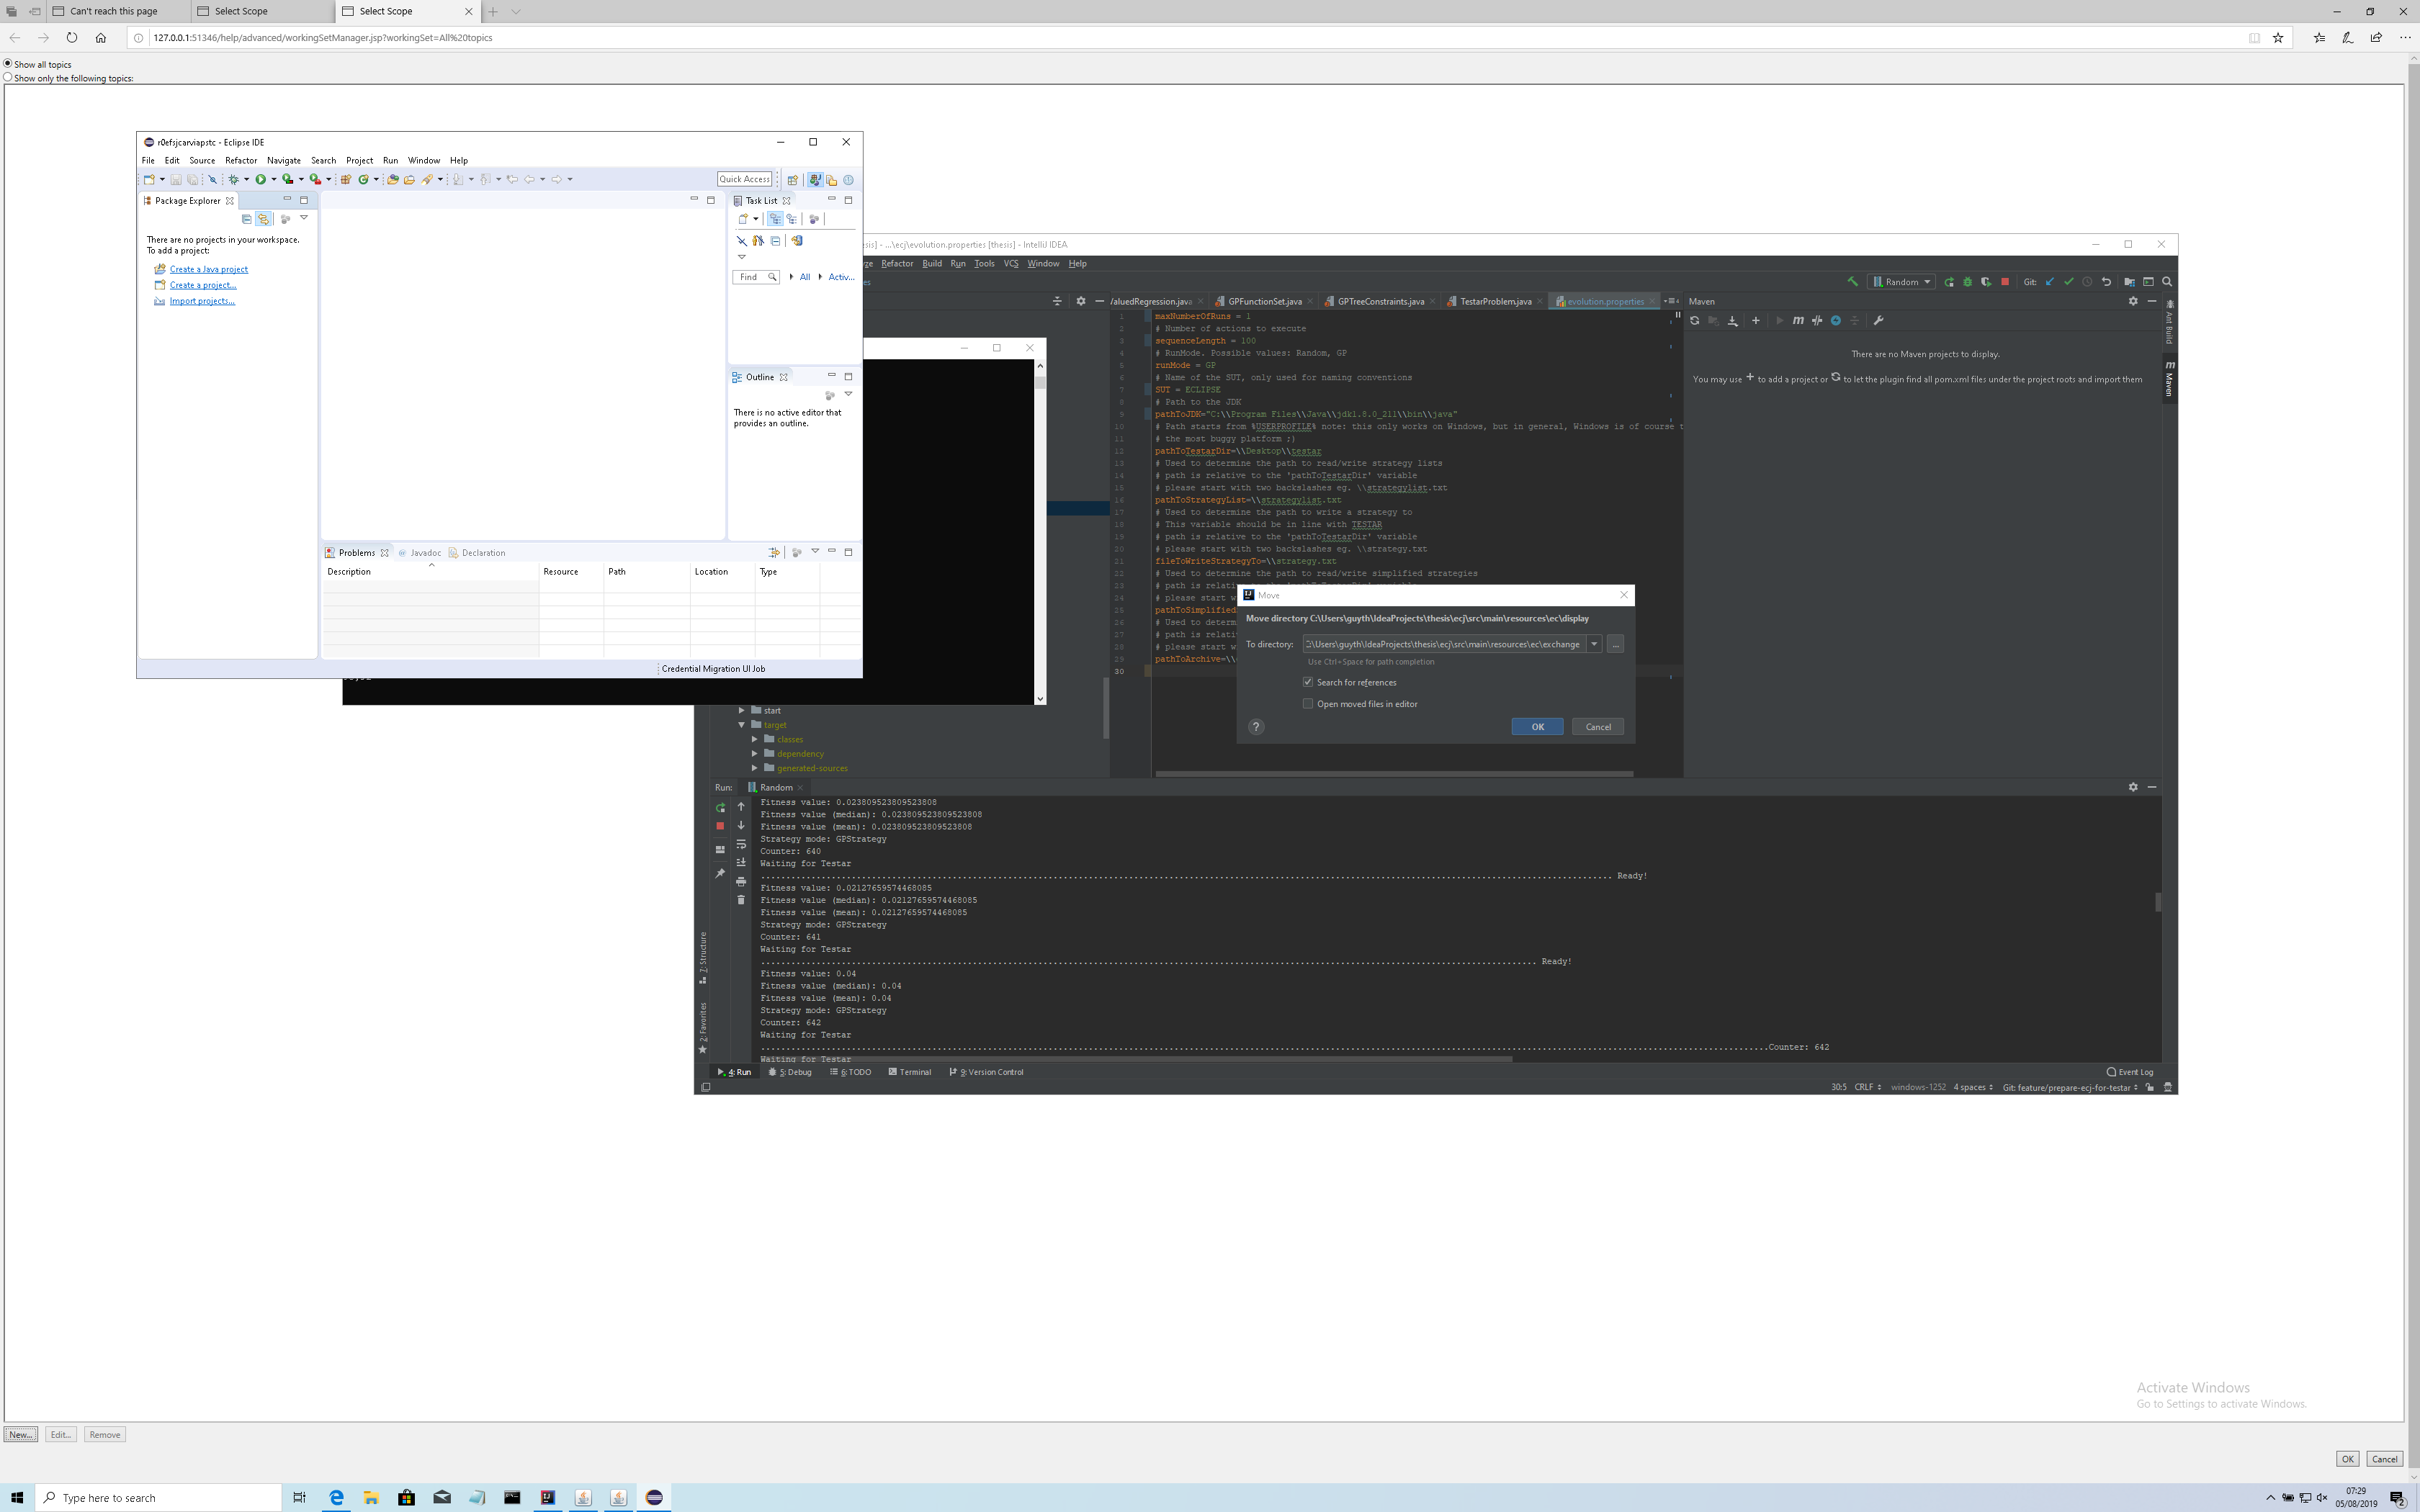 Can't reach this page
Select Scope
Select Scope
127.0.0.1:51346/help/advanced/workingSetManager.jsp?workingSet=All%20topics
Show all topics
Show only the following topics:
r0efsjcarviapstc - Eclipse IDE
File Edit Source Refactor Navigate Search Project Run Window Help
Quick Access
Package Explorer
There are no projects in your workspace.
To add a project:
Create a Java project
Create a project...
Import projects...
Task List
Find
All
Activ...
Outline
There is no active editor that
provides an outline.
Problems Javadoc Declaration
Description Resource Path Location Type
Credential Migration UI Job
- ...\ecj\evolution.properties [thesis] - IntelliJ IDEA
Refactor Build Run Tools VCS Window Help
Random
Git:
aluedRegression.java GPFunctionSet.java GPTreeConstraints.java TestarProblem.java evolution.properties
Maven
1 maxNumberOfRuns = 1
2 # Number of actions to execute
3 sequenceLength = 100
4 # RunMode. Possible values: Random, GP
5 runMode = GP
6 # Name of the SUT, only used for naming conventions
7 SUT = ECLIPSE
8 # Path to the JDK
9 pathToJDK="C:\\Program Files\\Java\\jdk1.8.0_211\\bin\\java"
10 # Path starts from %USERPROFILE% note: this only works on Windows, but in general, Windows is of course t
11 # the most buggy platform ;)
12 pathToTestarDir=\\Desktop\\testar
13 # Used to determine the path to read/write strategy lists
14 # path is relative to the 'pathToTestarDir' variable
15 # please start with two backslashes eg. \\strategylist.txt
16 pathToStrategyList=\\strategylist.txt
17 # Used to determine the path to write a strategy to
18 # This variable should be in line with TESTAR
19 # path is relative to the 'pathToTestarDir' variable
20 # please start with two backslashes eg. \\strategy.txt
21 fileToWriteStrategyTo=\\strategy.txt
22 # Used to determine the path to read/write simplified strategies
23 # path is relati
24 # please start w
25 pathToSimplified
26 # Used to determ
27 # path is relati
28 # please start w
29 pathToArchive=\\
30
There are no Maven projects to display.
You may use + to add a project or to let the plugin find all pom.xml files under the project roots and import them
Ant Build
Maven
Move
Move directory C:\Users\guyth\IdeaProjects\thesis\ecj\src\main\resources\ec\display
To directory: C:\Users\guyth\IdeaProjects\thesis\ecj\src\main\resources\ec\exchange
Use Ctrl+Space for path completion
Search for references
Open moved files in editor
OK Cancel
start
target
classes
dependency
generated-sources
Run: Random
Fitness value: 0.023809523809523808
Fitness value (median): 0.023809523809523808
Fitness value (mean): 0.023809523809523808
Strategy mode: GPStrategy
Counter: 640
Waiting for Testar
Ready!
Fitness value: 0.02127659574468085
Fitness value (median): 0.02127659574468085
Fitness value (mean): 0.02127659574468085
Strategy mode: GPStrategy
Counter: 641
Waiting for Testar
Ready!
Fitness value: 0.04
Fitness value (median): 0.04
Fitness value (mean): 0.04
Strategy mode: GPStrategy
Counter: 642
Waiting for Testar
Counter: 642
Waiting for Testar
7: Structure
2: Favorites
4: Run 5: Debug 6: TODO Terminal 9: Version Control
Event Log
30:5 CRLF windows-1252 4 spaces Git: feature/prepare-ecj-for-testar
Activate Windows
Go to Settings to activate Windows.
New... Edit... Remove
OK Cancel
Type here to search
07:29
05/08/2019
2